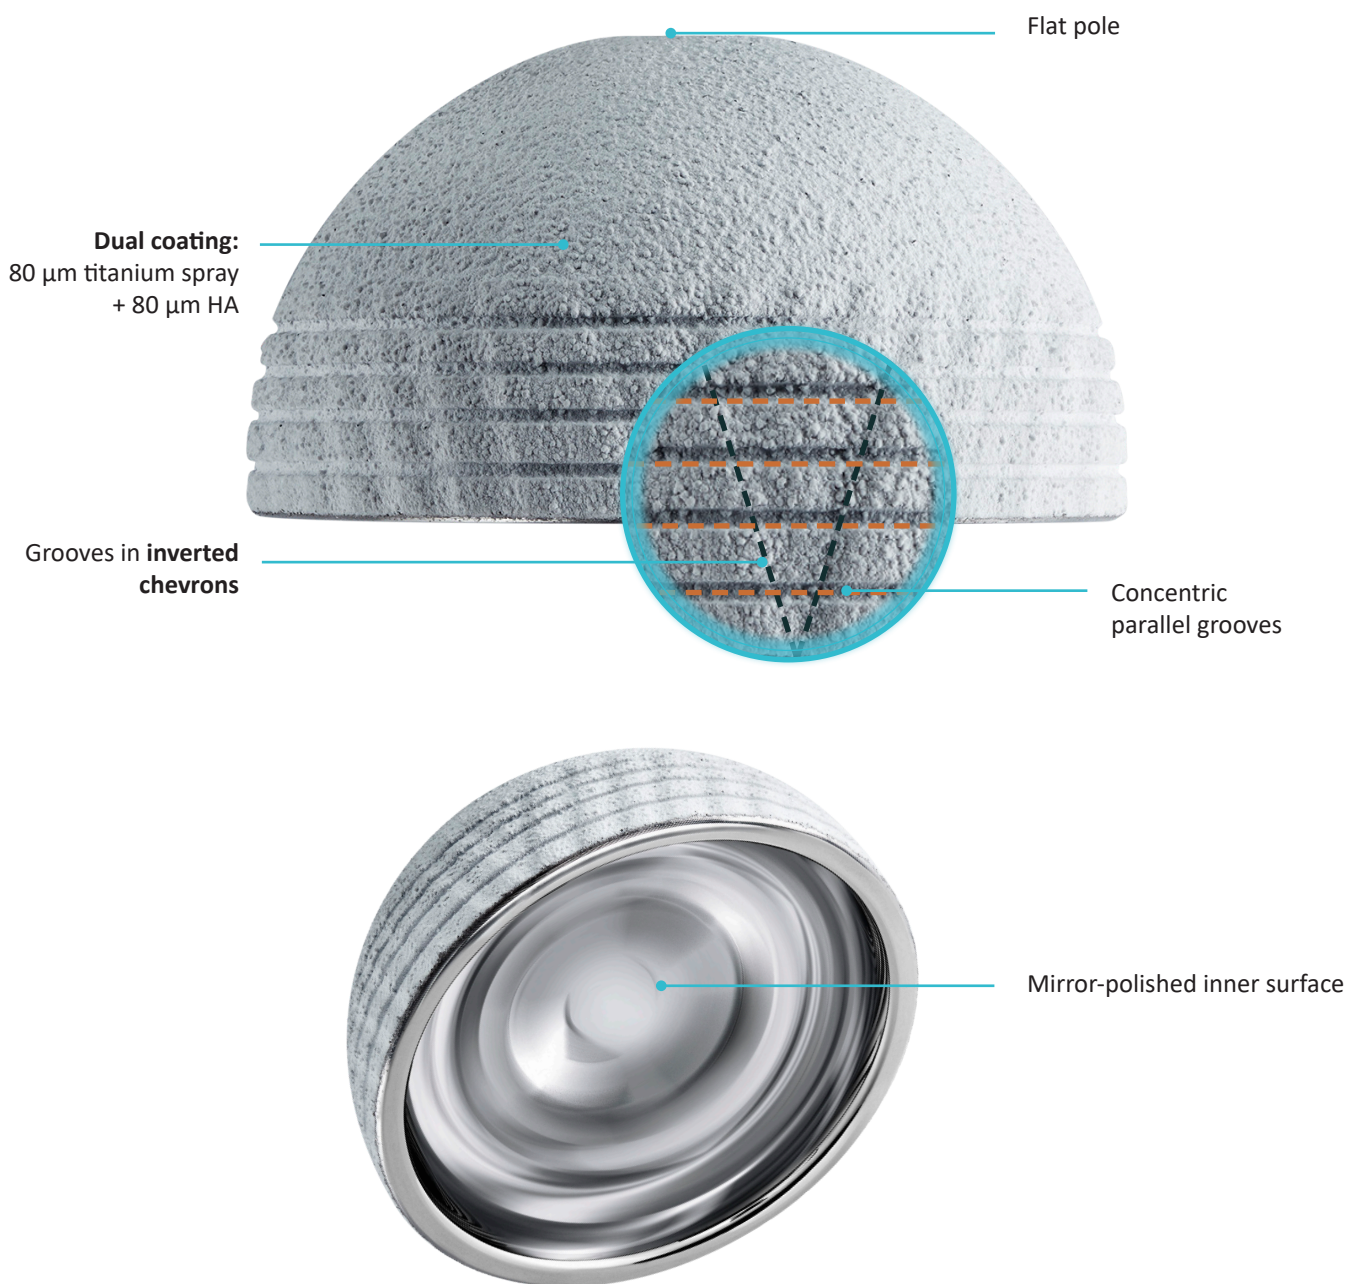 Flat pole
Dual coating:
80 µm titanium spray
+ 80 µm HA
Grooves in inverted
chevrons
Concentric
parallel grooves
Mirror-polished inner surface